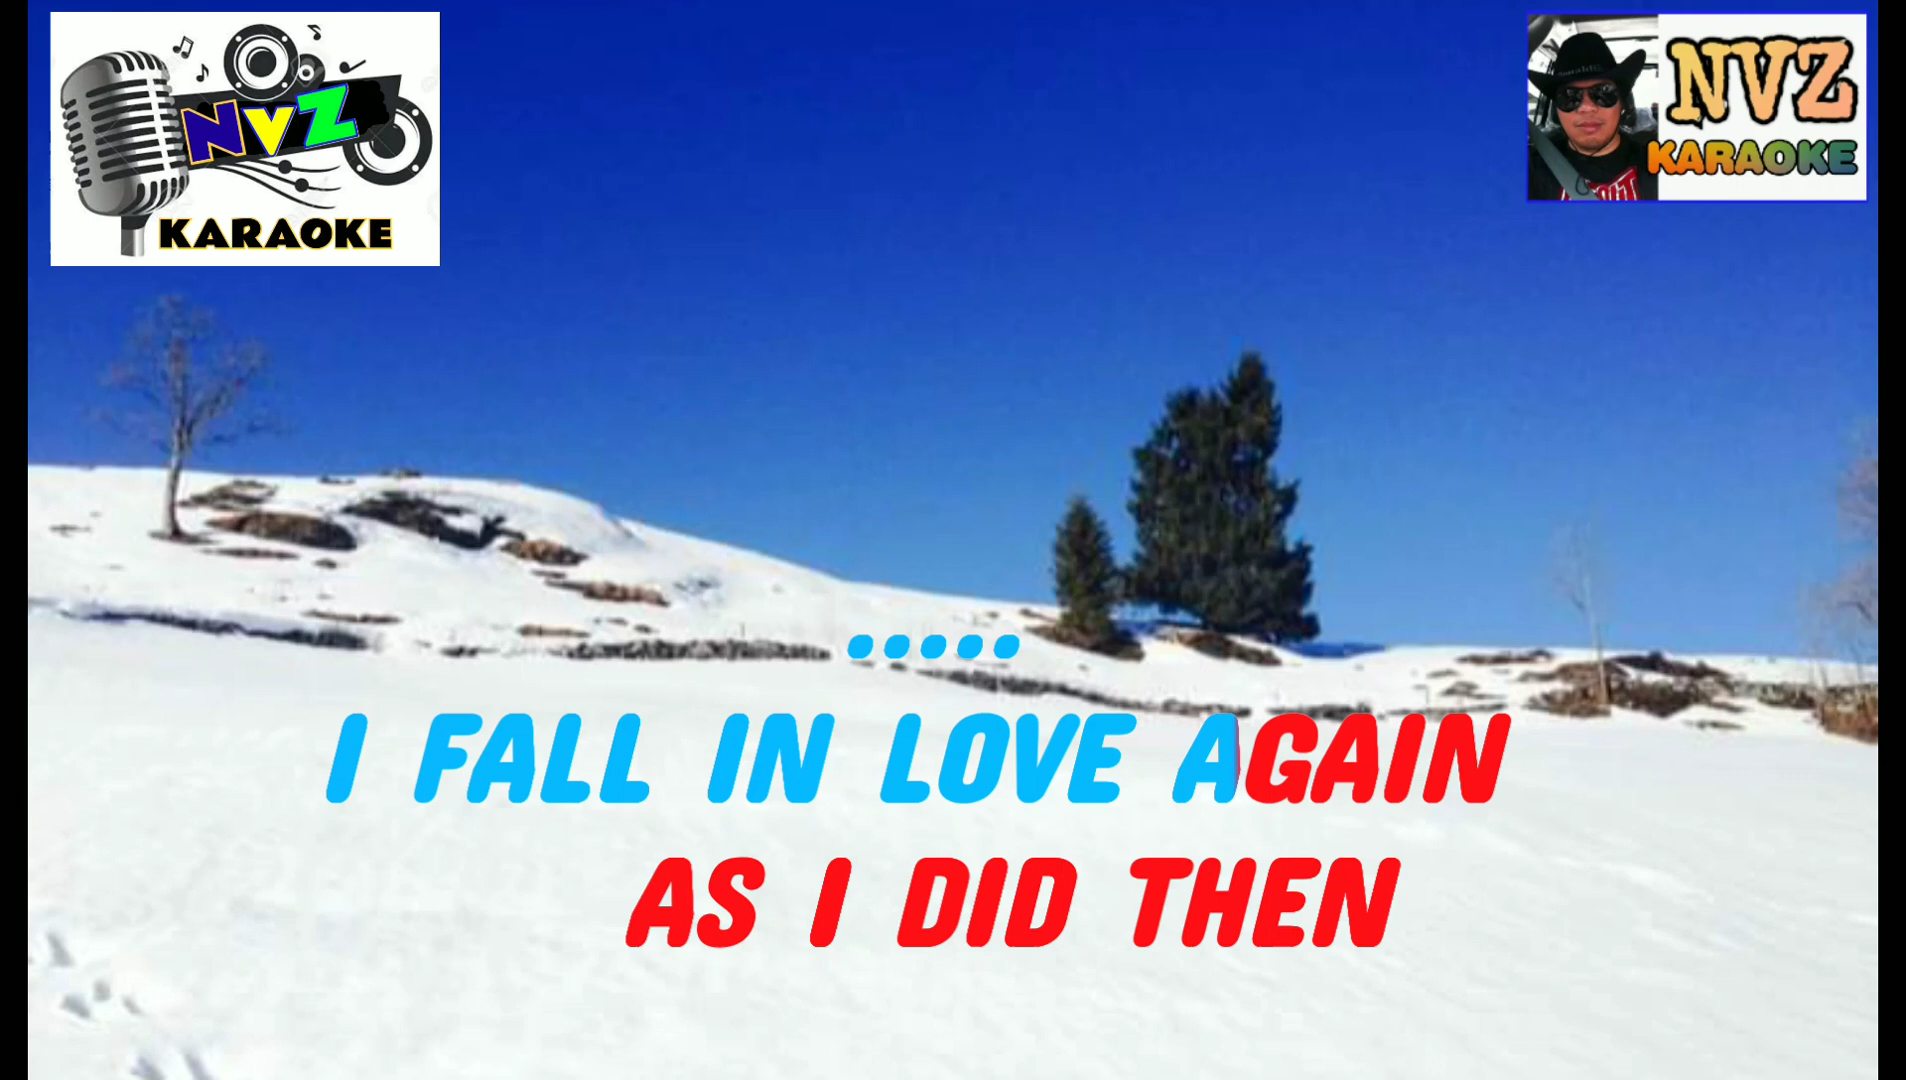 NVZ
KARAOKE
NVZ
KARAOKE
.....
I FALL IN LOVE AGAIN
AS I DID THEN